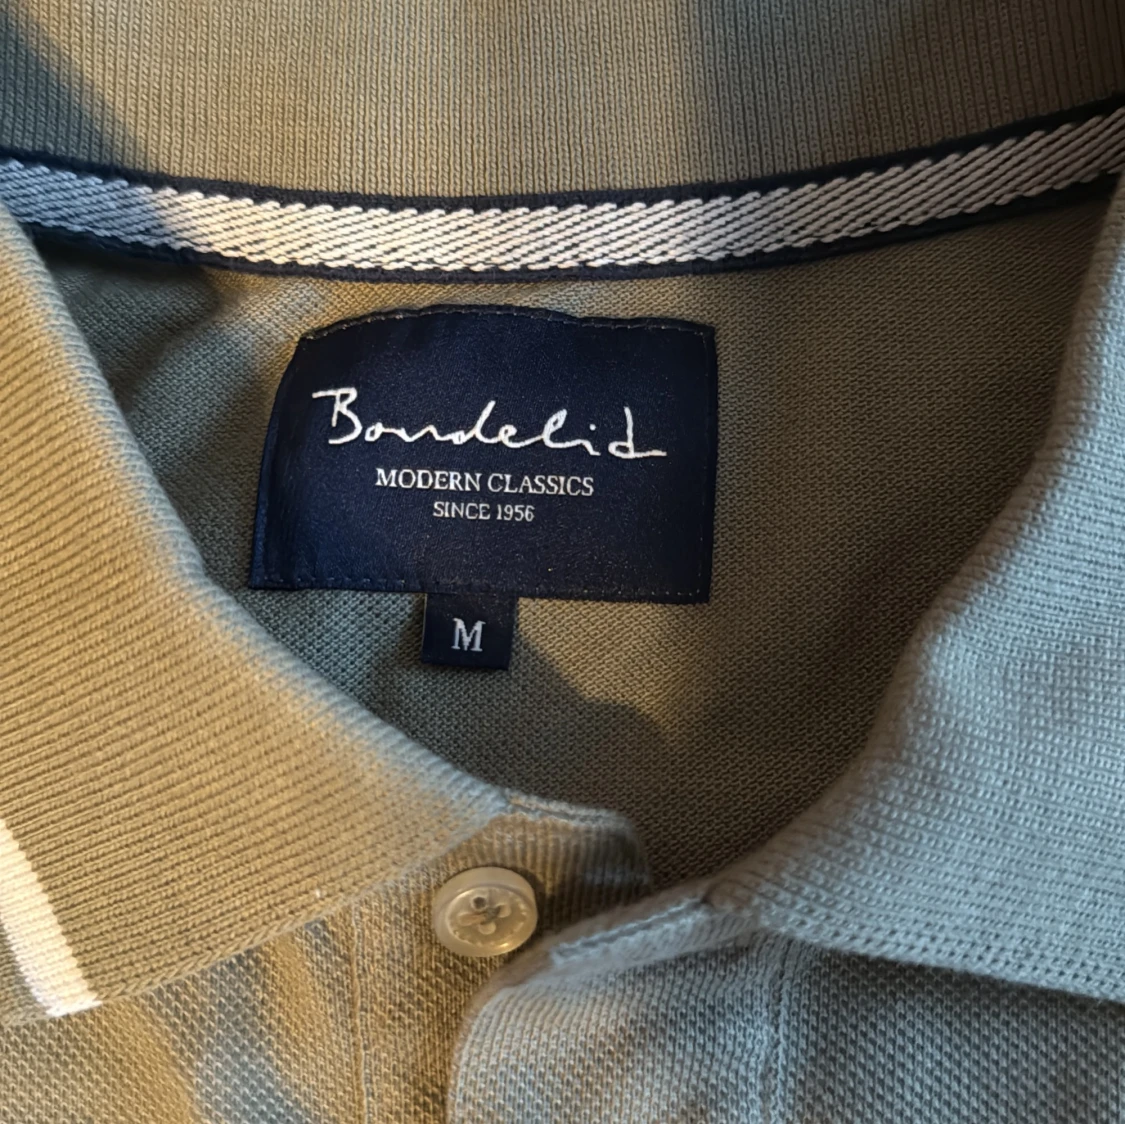 Bondelid
MODERN CLASSICS
SINCE 1956
M